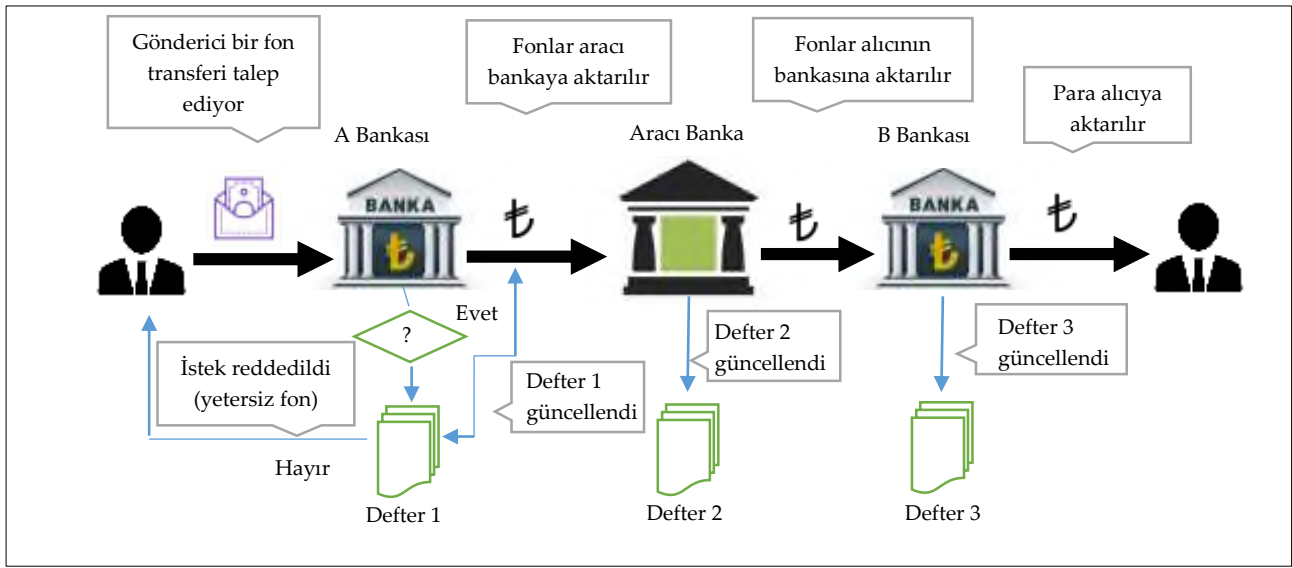 Gönderici bir fon
transferi talep
ediyor
Fonlar aracı
bankaya aktarılır
Fonlar alıcının
bankasına aktarılır
Para alıcıya
aktarılır
A Bankası
Aracı Banka
B Bankası
BANKA
BANKA
Evet
?
İstek reddedildi
(yetersiz fon)
Defter 1
güncellendi
Defter 2
güncellendi
Defter 3
güncellendi
Hayır
Defter 1
Defter 2
Defter 3